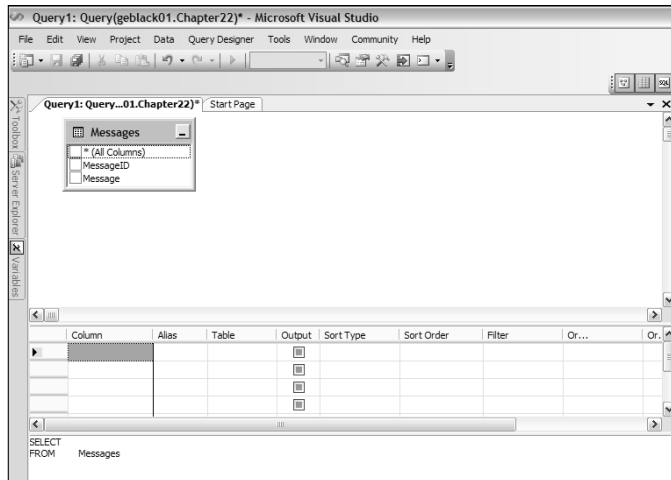 Query1: Query(geblack01.Chapter22)* - Microsoft Visual Studio
File Edit View Project Data Query Designer Tools Window Community Help
SQL
Query1: Query...01.Chapter22)* Start Page
Toolbox
Server Explorer
Variables
Messages
* (All Columns)
MessageID
Message
Column Alias Table Output Sort Type Sort Order Filter Or... Or.
SELECT
FROM Messages